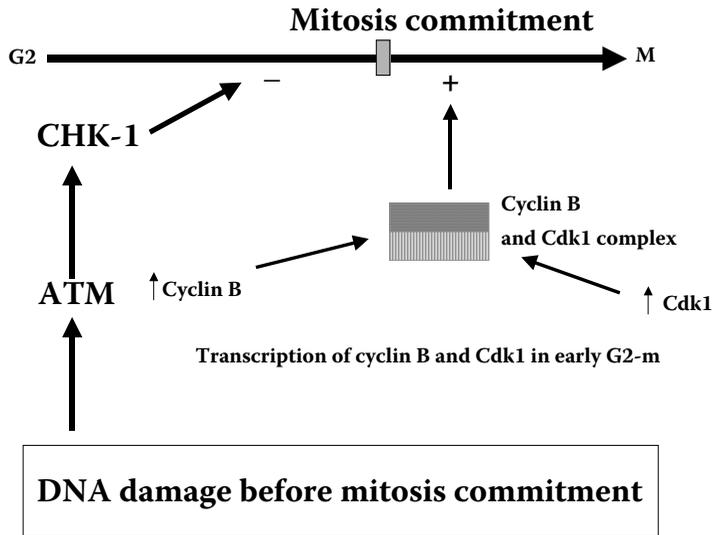 Mitosis commitment
G2
M
−
+
CHK-1
Cyclin B
and Cdk1 complex
ATM
↑ Cyclin B
↑ Cdk1
Transcription of cyclin B and Cdk1 in early G2-m
DNA damage before mitosis commitment